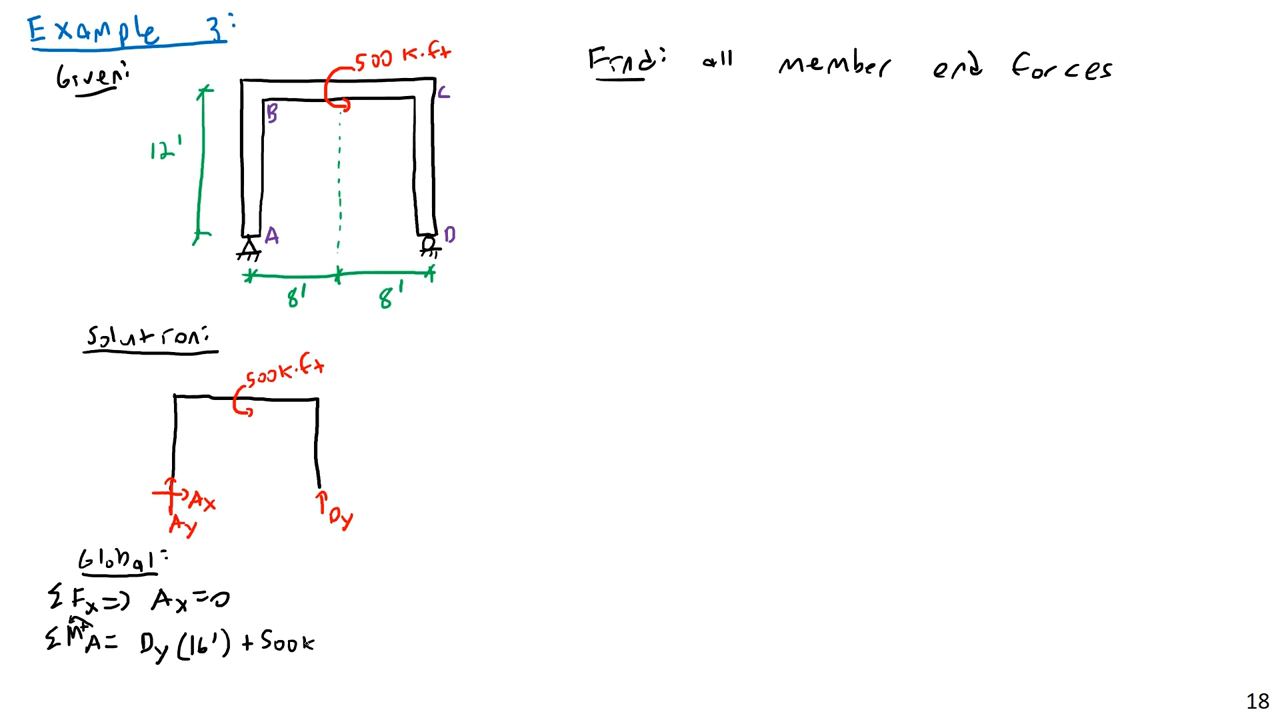 Example 3:
Given:
Find: all member end forces
500 K.ft
B
C
12'
A
D
8'
8'
Solution:
500K.ft
Ax
Ay
Dy
Global:
ΣFx=> Ax=0
ΣM+A= Dy(16')+500K
18